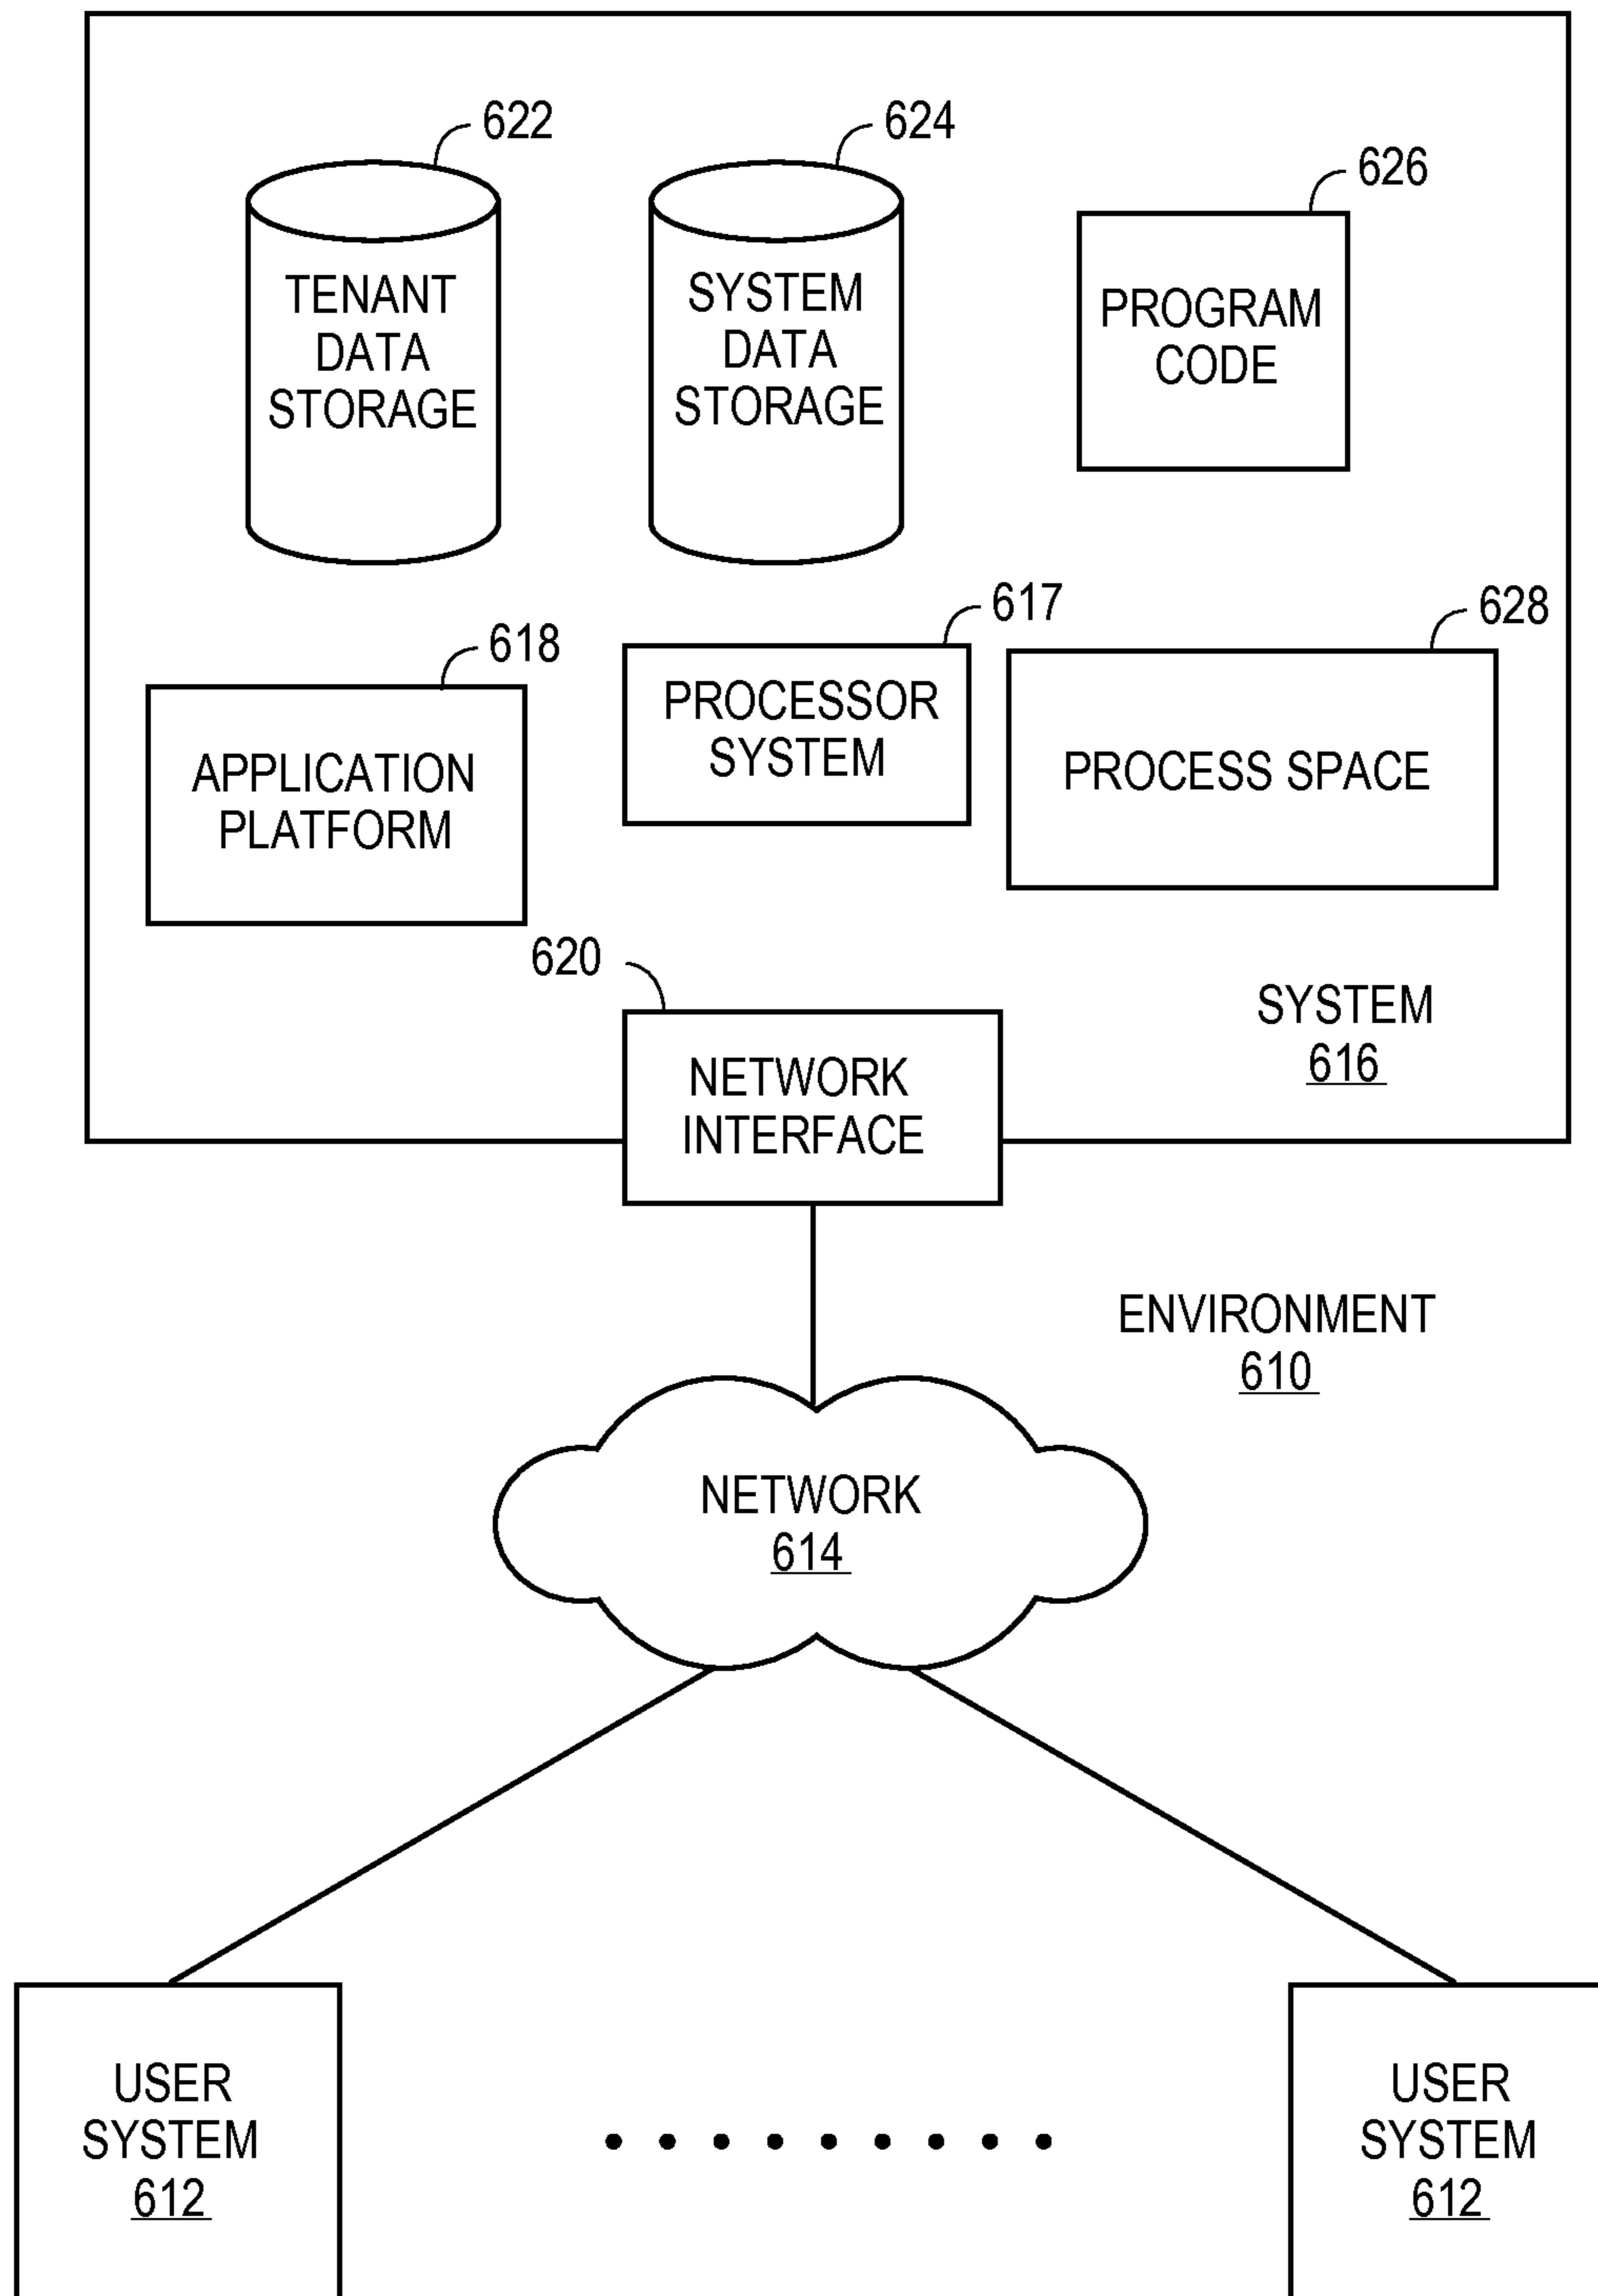 622
624
626
TENANT
DATA
STORAGE
SYSTEM
DATA
STORAGE
PROGRAM
CODE
618
617
628
APPLICATION
PLATFORM
PROCESSOR
SYSTEM
PROCESS SPACE
620
NETWORK
INTERFACE
SYSTEM
616
ENVIRONMENT
610
NETWORK
614
USER
SYSTEM
612
USER
SYSTEM
612